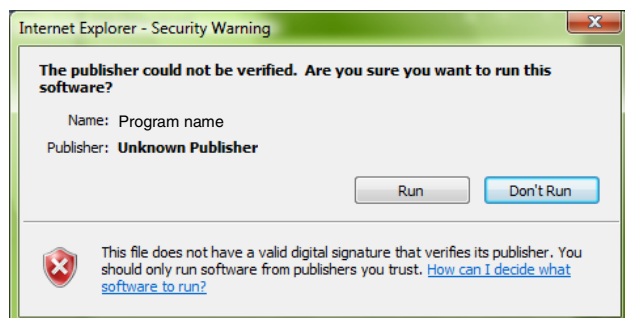 Internet Explorer - Security Warning
The publisher could not be verified.  Are you sure you want to run this
software?
Name: Program name
Publisher: Unknown Publisher
Run Don't Run
This file does not have a valid digital signature that verifies its publisher. You
should only run software from publishers you trust. How can I decide what
software to run?